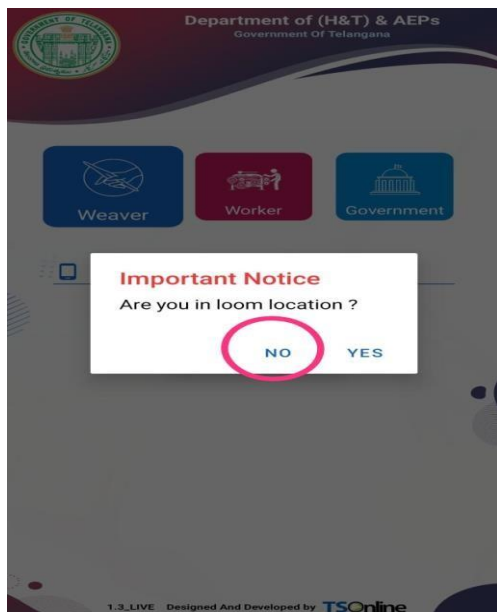 Department of (H&T) & AEPs
Government Of Telangana
Weaver
Worker
Government
Important Notice
Are you in loom location ?
NO
YES
1.3_LIVE Designed And Developed by TSOnline